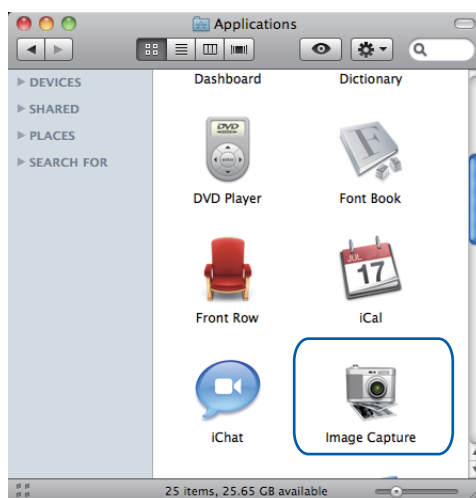 Applications
DEVICES
SHARED
PLACES
SEARCH FOR
Dashboard Dictionary
DVD
enter
DVD Player Font Book
F
JUL
17
Front Row iCal
iChat Image Capture
25 items, 25.65 GB available